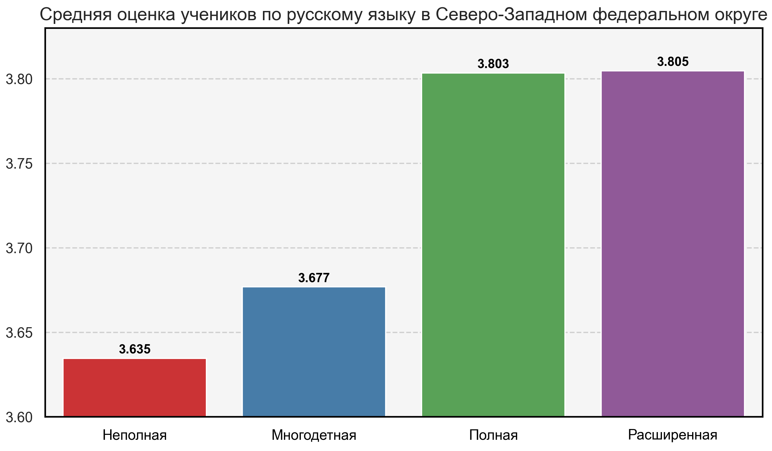 Средняя оценка учеников по русскому языку в Северо-Западном федеральном округе
3.80
3.75
3.70
3.65
3.60
3.635
3.677
3.803
3.805
Неполная
Многодетная
Полная
Расширенная